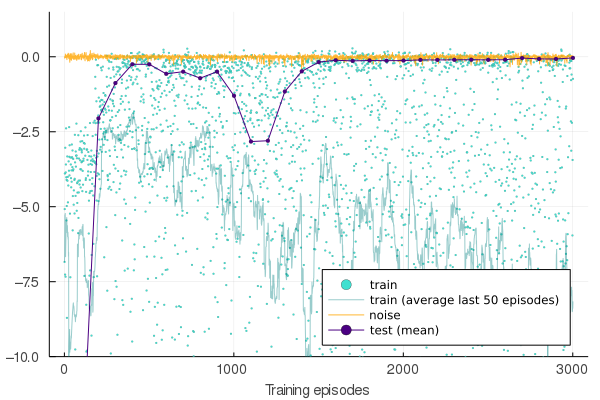 0.0
−2.5
−5.0
−7.5
−10.0
0 1000 2000 3000
Training episodes
train
train (average last 50 episodes)
noise
test (mean)